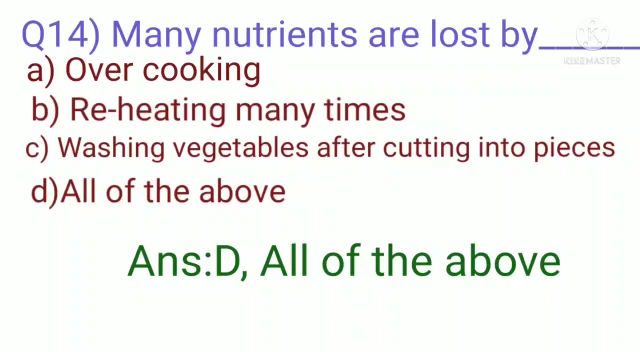 Q14) Many nutrients are lost by______
KINEMASTER
a) Over cooking
b) Re-heating many times
c) Washing vegetables after cutting into pieces
d)All of the above
Ans:D, All of the above